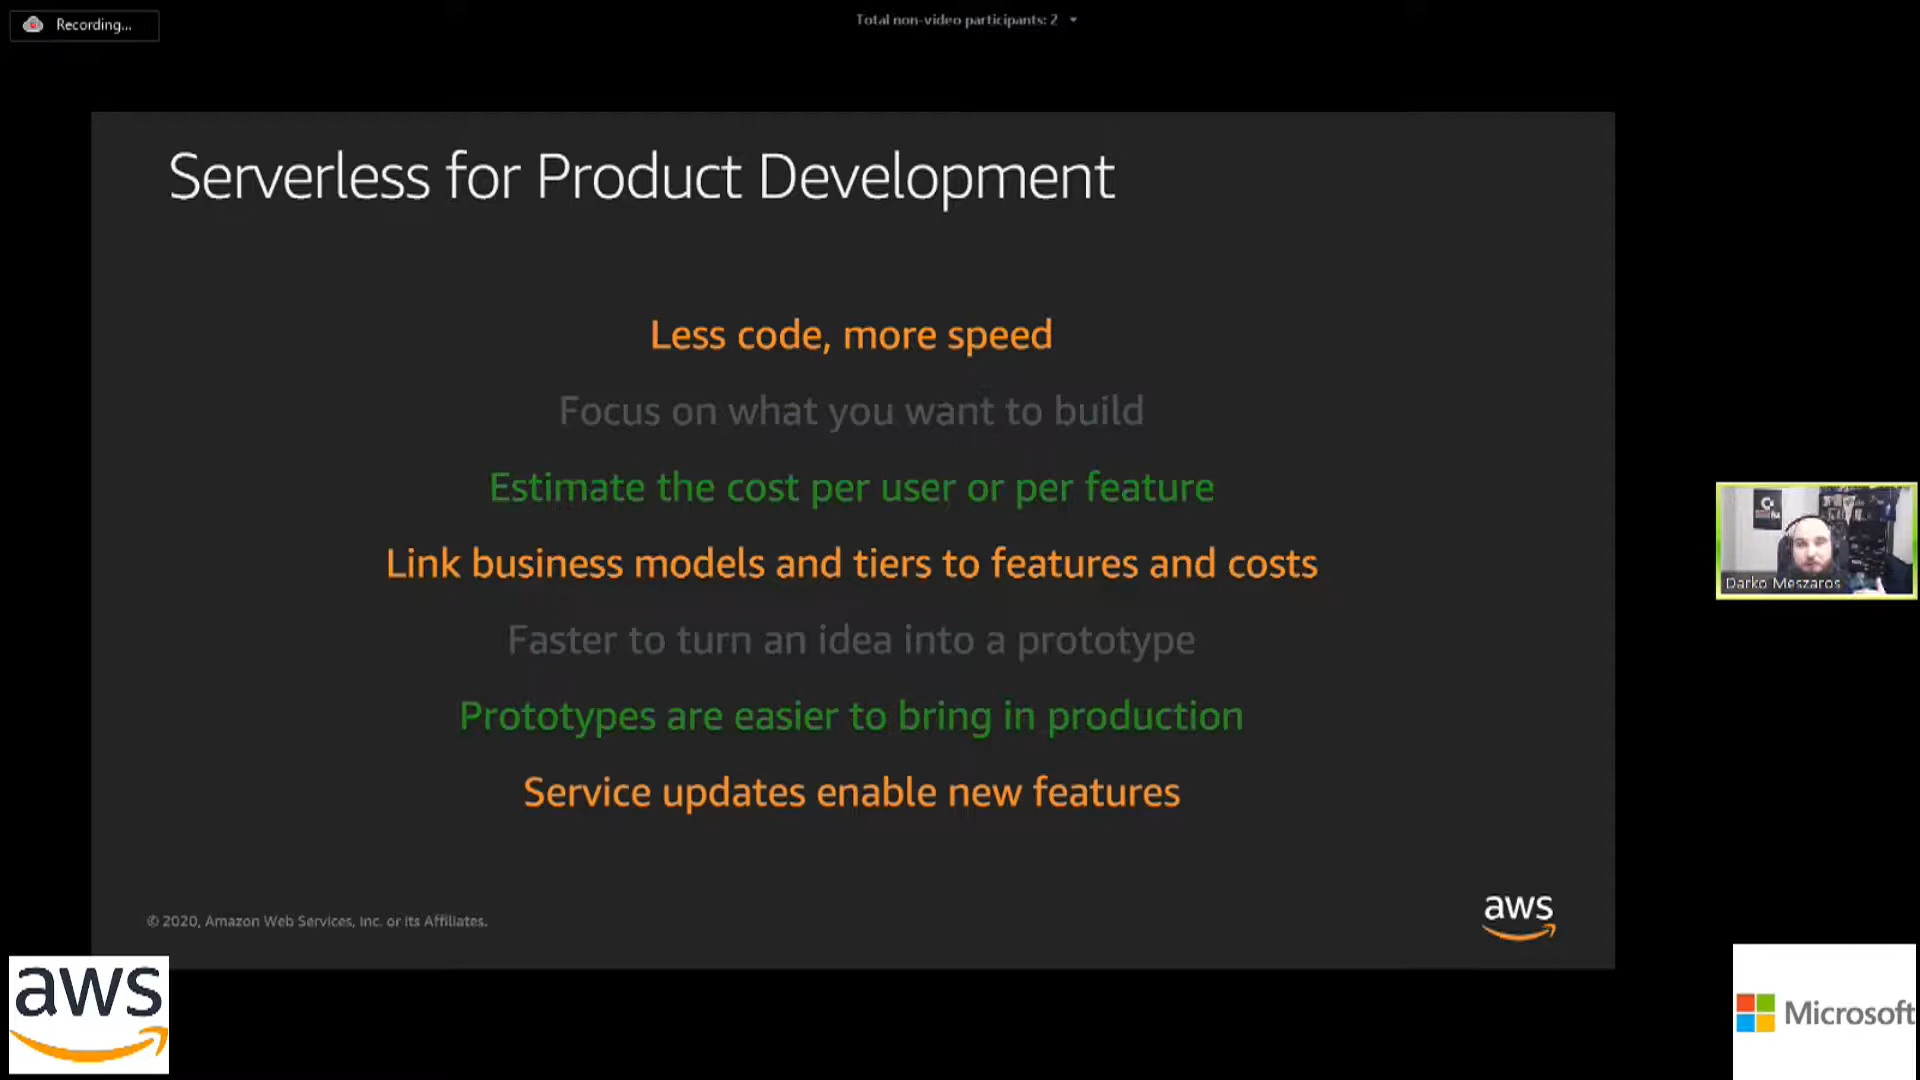 Recording...
Total non-video participants: 2
Serverless for Product Development
Less code, more speed
Focus on what you want to build
Estimate the cost per user or per feature
Link business models and tiers to features and costs
Faster to turn an idea into a prototype
Prototypes are easier to bring in production
Service updates enable new features
Darko Meszaros
© 2020, Amazon Web Services, Inc. or its Affiliates.
aws
aws
Microsoft